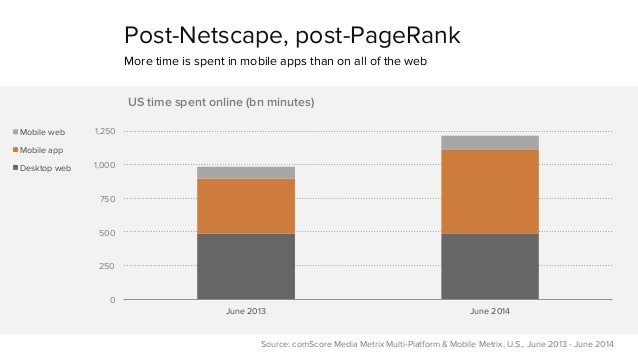 Post-Netscape, post-PageRank
More time is spent in mobile apps than on all of the web
US time spent online (bn minutes)
Mobile web
Mobile app
Desktop web
1,250
1,000
750
500
250
0
June 2013
June 2014
Source: comScore Media Metrix Multi-Platform & Mobile Metrix, U.S., June 2013 - June 2014